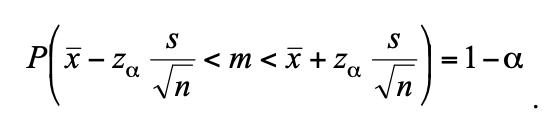 P(x̄ − z_α s/√n < m < x̄ + z_α s/√n) = 1 − α .